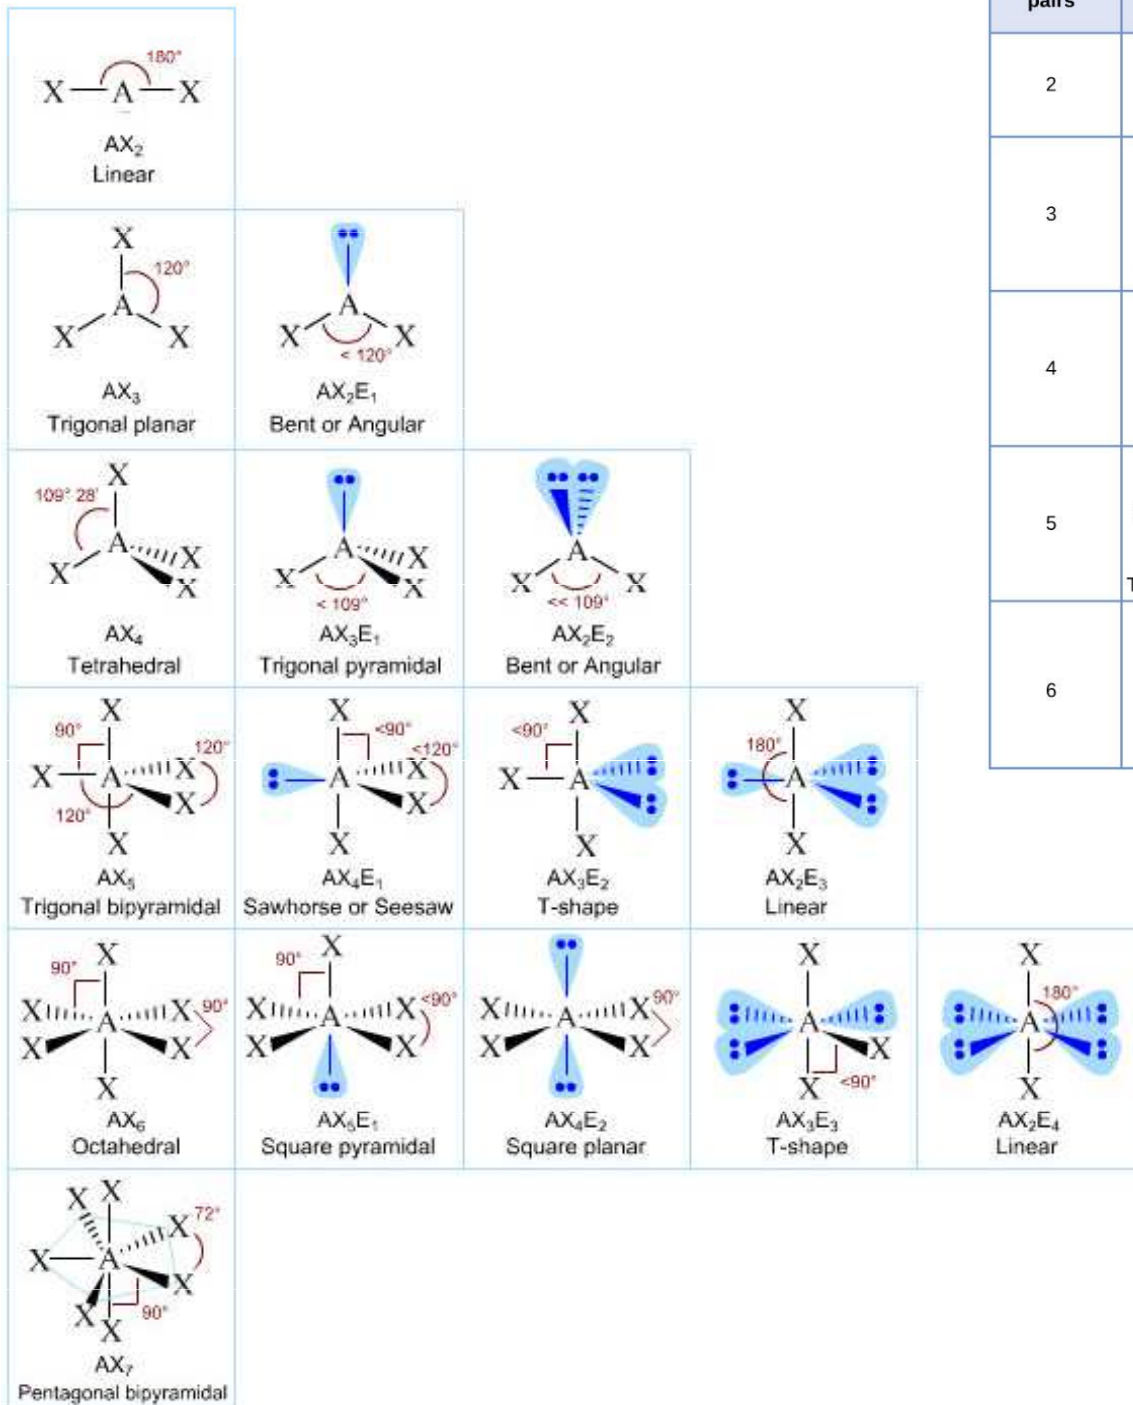 pairs
180°
X A X
AX₂
Linear
2
X
120°
A
X X
AX₃
Trigonal planar
A
X X
< 120°
AX₂E₁
Bent or Angular
3
X
109° 28'
A
X X
X
AX₄
Tetrahedral
A
X X
X
< 109°
AX₃E₁
Trigonal pyramidal
A
X X
<< 109°
AX₂E₂
Bent or Angular
4
X
90°
120°
X A X
X
120°
X
AX₅
Trigonal bipyramidal
X
<90°
<120°
A X
X
X
AX₄E₁
Sawhorse or Seesaw
X
<90°
X A
X
AX₃E₂
T-shape
X
180°
A
X
AX₂E₃
Linear
5
T
X
90°
X X 90°
A
X X
X
AX₆
Octahedral
X
90°
X X <90°
A
X X
AX₅E₁
Square pyramidal
X X 90°
A
X X
AX₄E₂
Square planar
X
A
X
X <90°
AX₃E₃
T-shape
X
180°
A
X
AX₂E₄
Linear
6
X X
72°
X
X A
X
X 90°
X
AX₇
Pentagonal bipyramidal